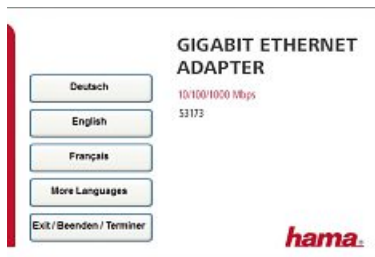 GIGABIT ETHERNET
ADAPTER
10/100/1000 Mbps
53173
Deutsch
English
Français
More Languages
Exit / Beenden / Terminer
hama.